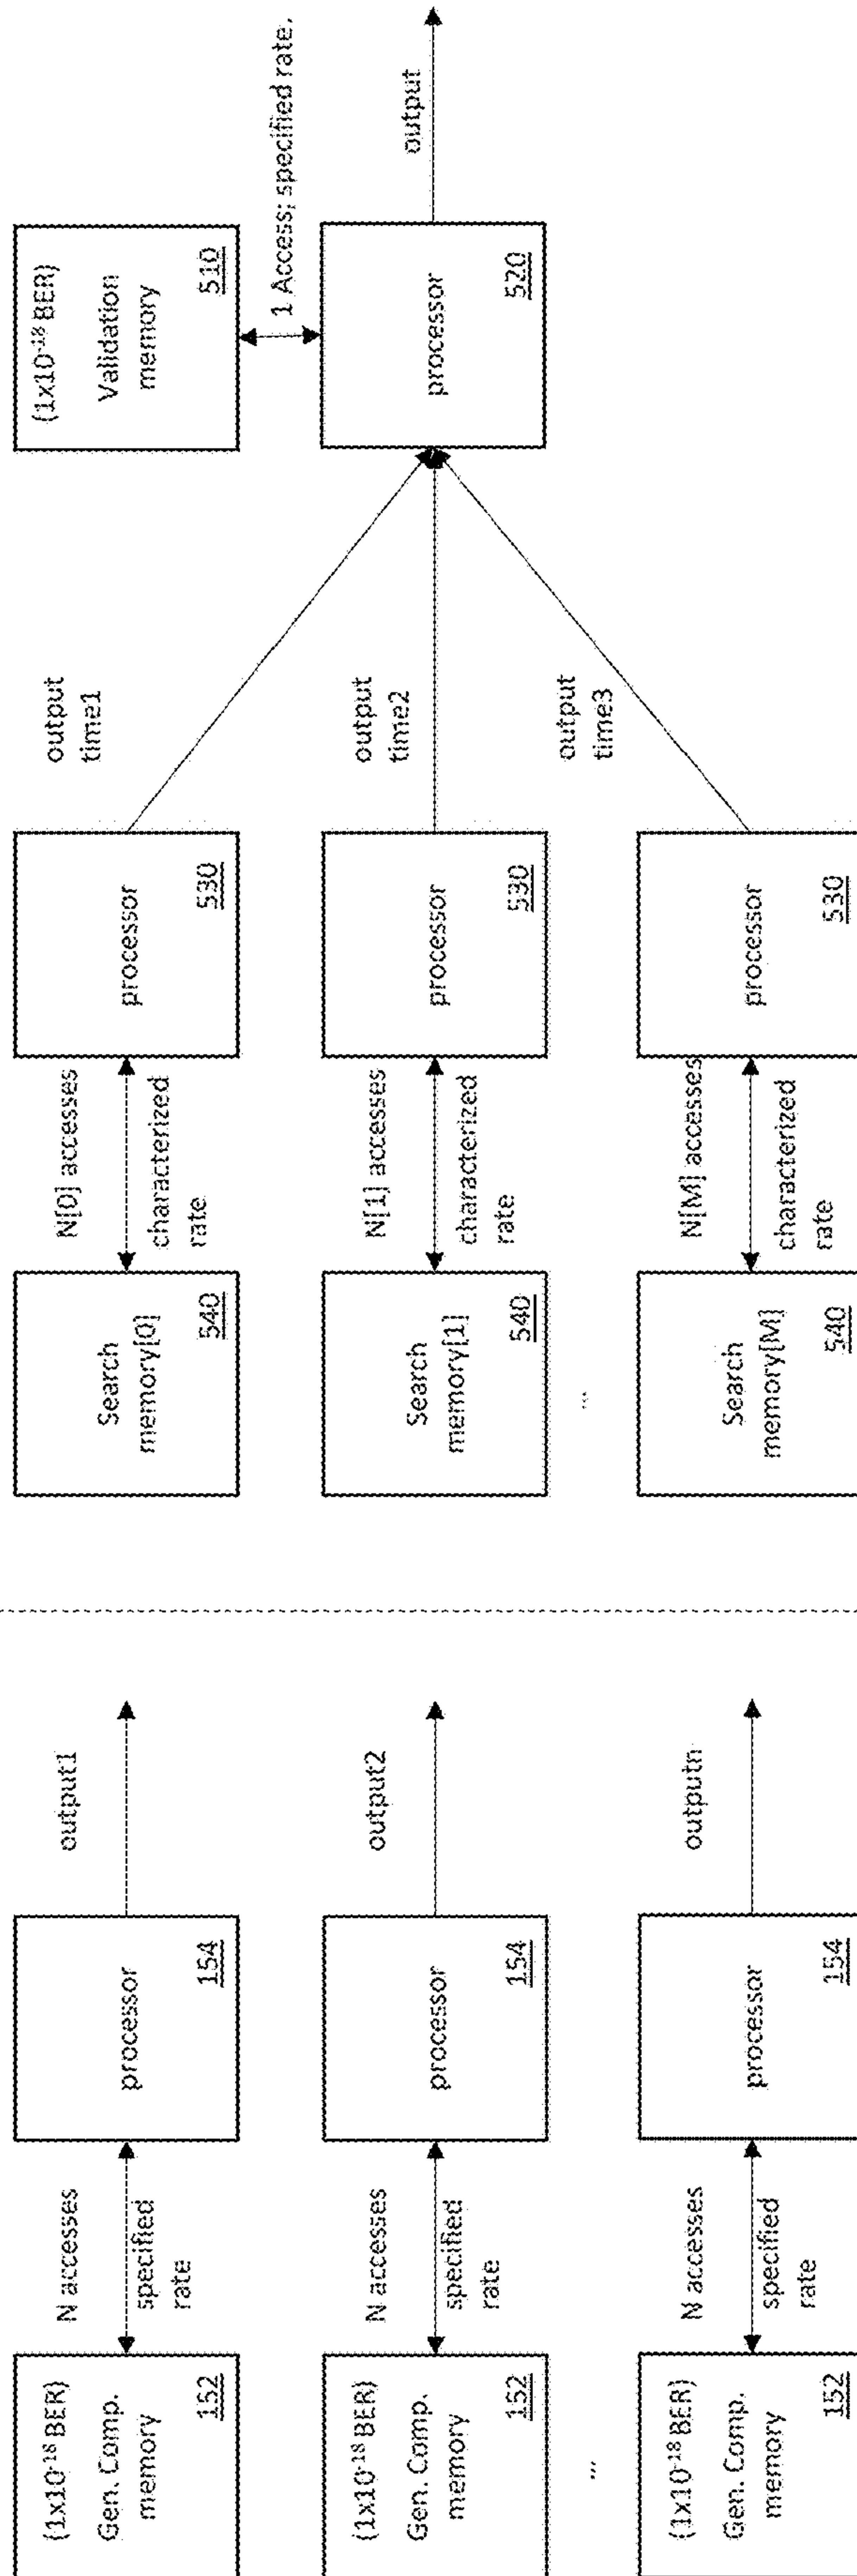 (1x10⁻¹⁸ BER)
Gen. Comp.
memory
152
N accesses
specified
rate
processor
154
output1
(1x10⁻¹⁸ BER)
Gen. Comp.
memory
152
N accesses
specified
rate
processor
154
output2
...
(1x10⁻¹⁸ BER)
Gen. Comp.
memory
152
N accesses
specified
rate
processor
154
outputn
Search
memory[0]
540
N[0] accesses
characterized
rate
processor
530
output
time1
Search
memory[1]
540
N[1] accesses
characterized
rate
processor
530
output
time2
...
Search
memory[M]
540
N[M] accesses
characterized
rate
processor
530
output
time3
(1x10⁻¹⁸ BER)
Validation
memory
510
1 Access; specified rate.
processor
520
output